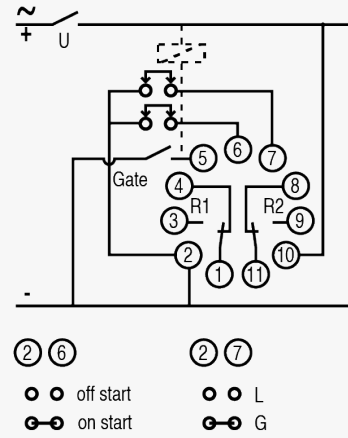 ~
+ U
6 7
5
Gate
4 8
R1 R2
3 9
2 10
1 11
-
2 6 2 7
off start L
on start G